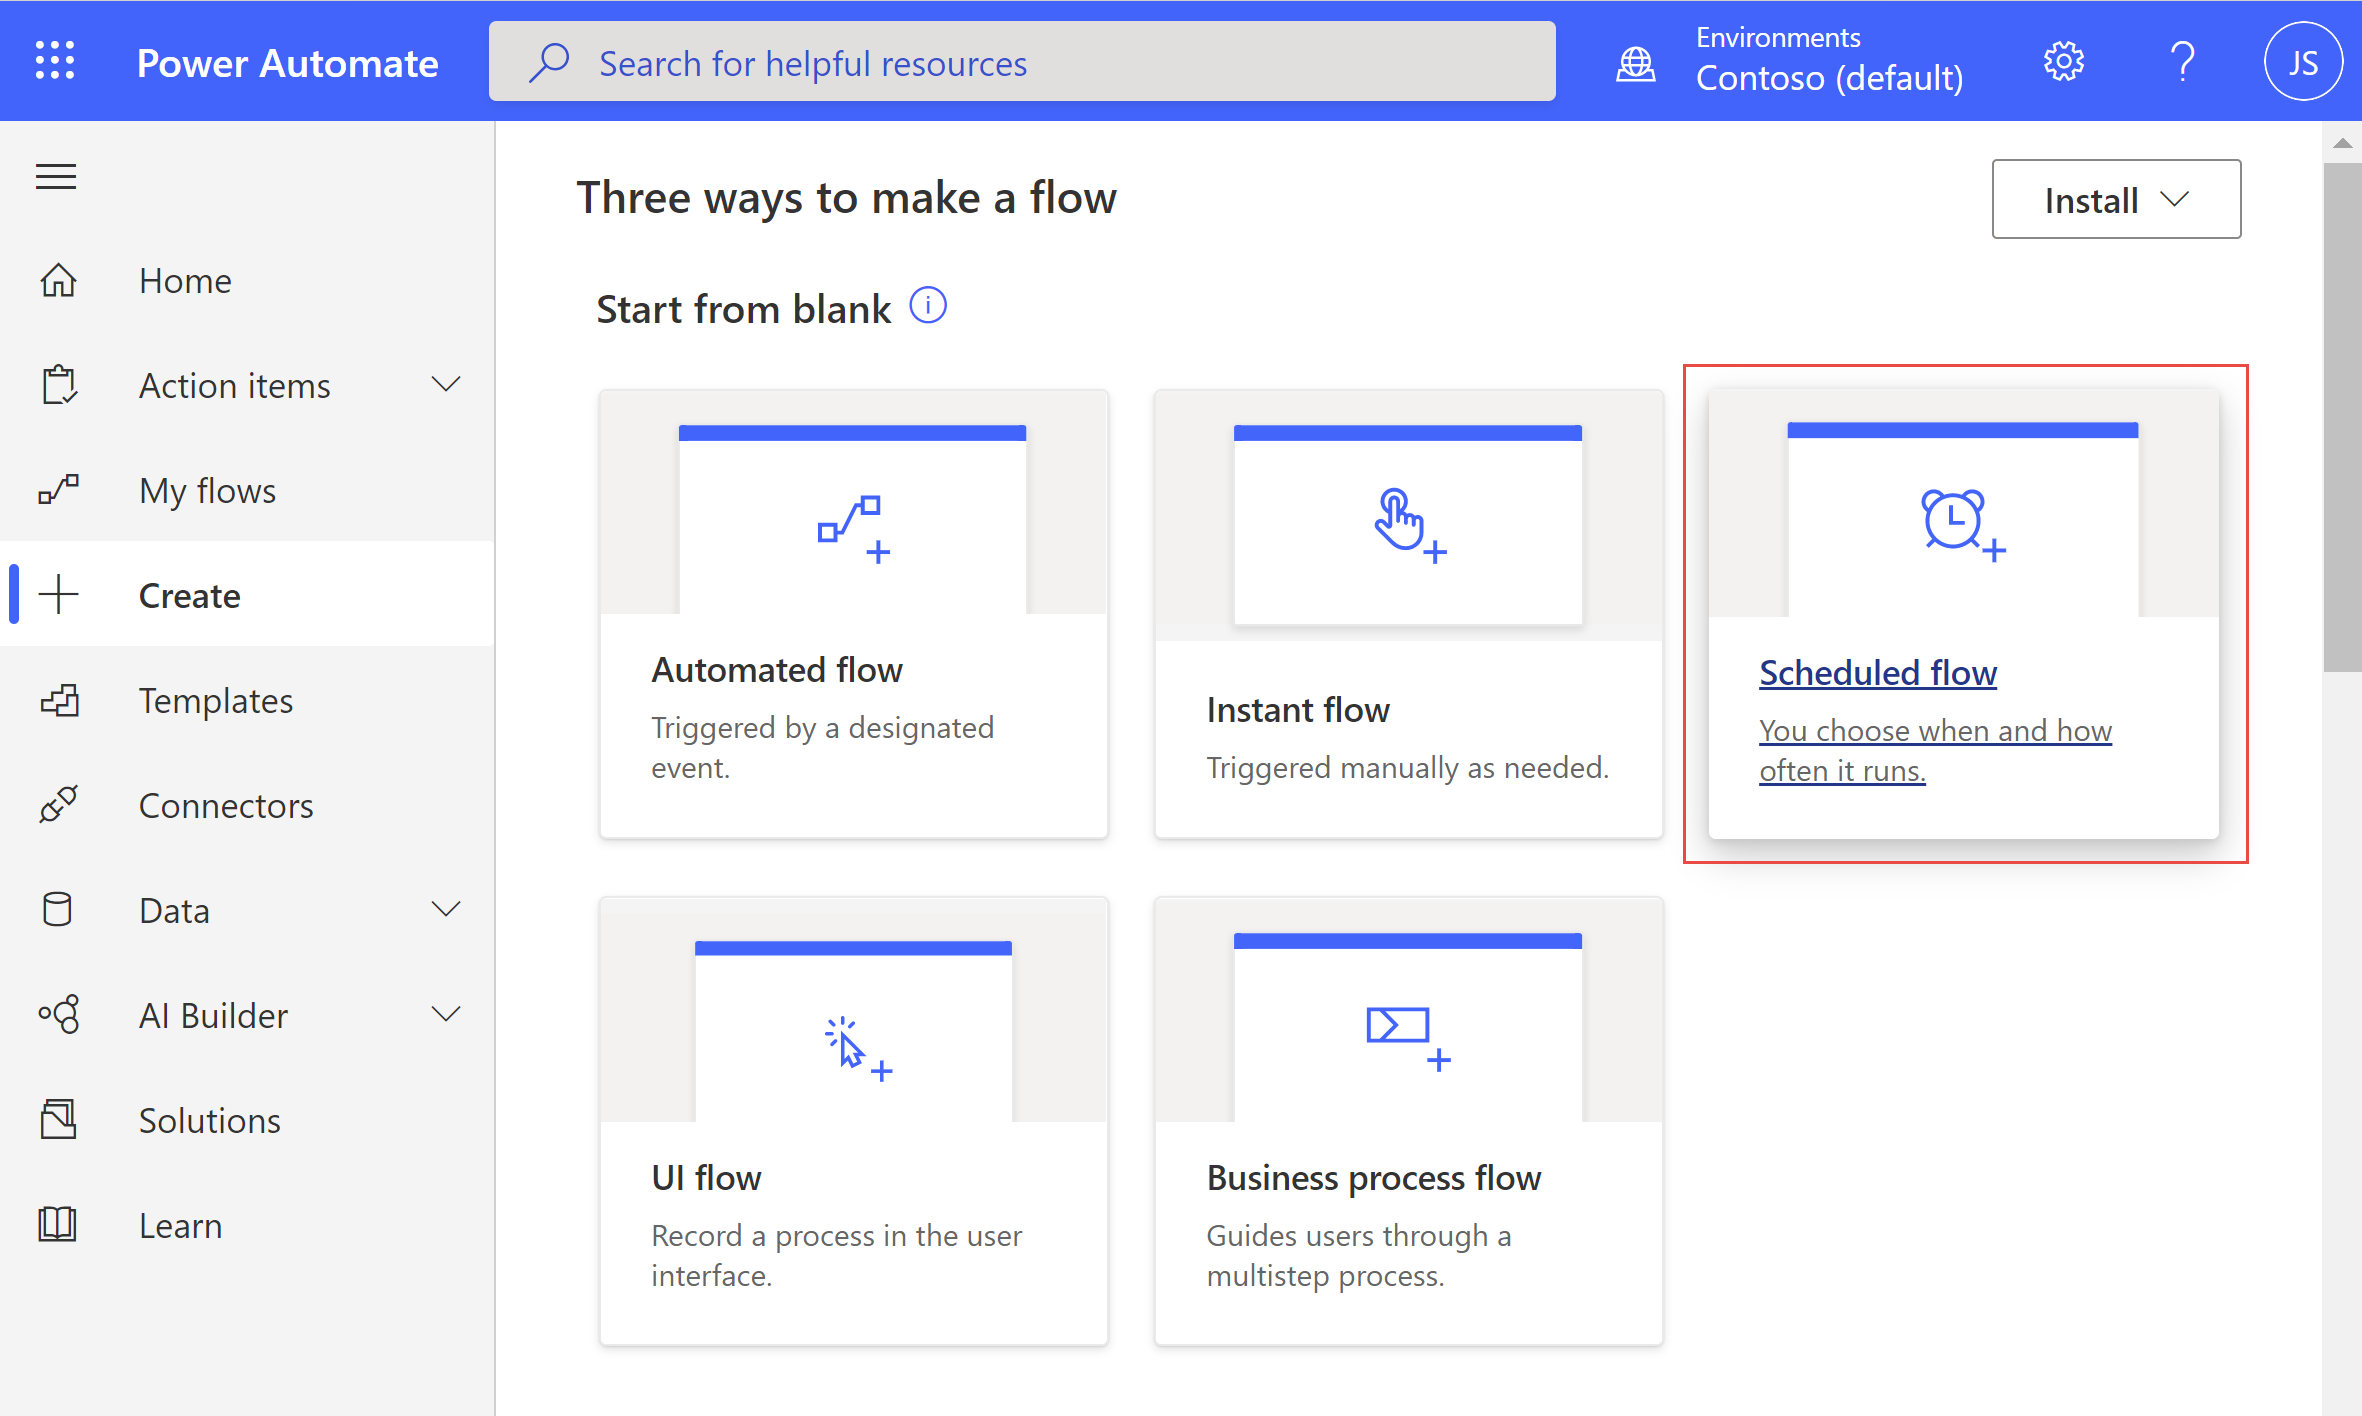 Power Automate
Search for helpful resources
Environments
Contoso (default)
JS
Home
Action items
My flows
Create
Templates
Connectors
Data
AI Builder
Solutions
Learn
Three ways to make a flow
Install
Start from blank
Automated flow
Triggered by a designated
event.
Instant flow
Triggered manually as needed.
Scheduled flow
You choose when and how
often it runs.
UI flow
Record a process in the user
interface.
Business process flow
Guides users through a
multistep process.